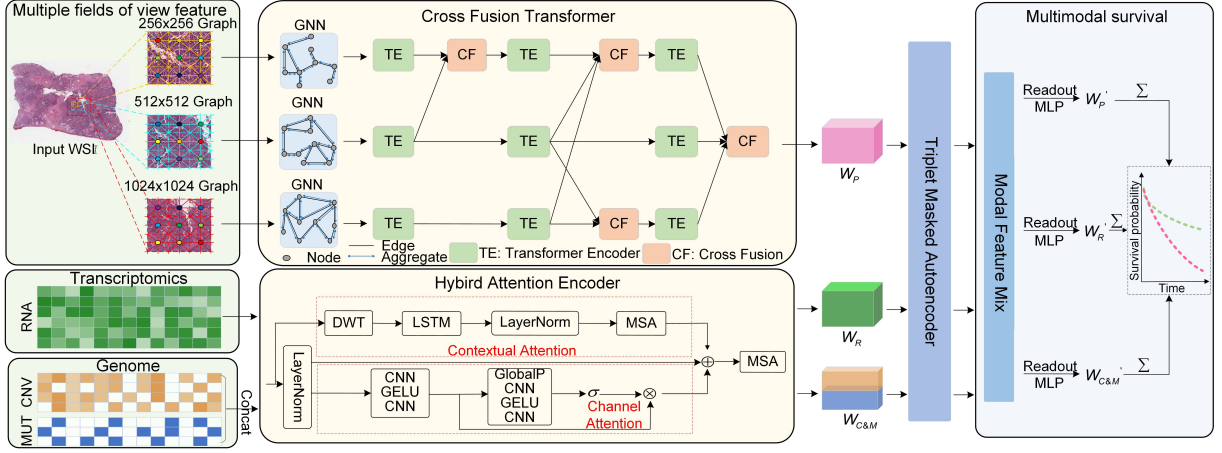 Multiple fields of view feature
256x256 Graph
512x512 Graph
Input WSI
1024x1024 Graph
Cross Fusion Transformer
GNN
TE
CF
TE
CF
TE
GNN
TE
TE
TE
CF
GNN
TE
TE
CF
TE
Edge
Node
Aggregate
TE: Transformer Encoder
CF: Cross Fusion
Transcriptomics
RNA
Genome
CNV
MUT
Concat
Hybird Attention Encoder
DWT
LSTM
LayerNorm
MSA
Contextual Attention
LayerNorm
CNN
GELU
CNN
GlobalP
CNN
GELU
CNN
σ
Channel
Attention
MSA
W_P
W_R
W_C&M
Triplet Masked Autoencoder
Multimodal survival
Modal Feature Mix
Readout
MLP
W_P'
Σ
Readout
MLP
W_R'
Σ
Readout
MLP
W_C&M'
Σ
Survival probability
Time